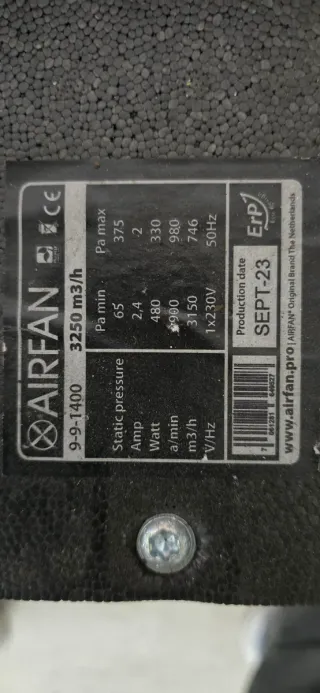 AIRFAN
CE
9-9-1400 3250 m3/h
Pa min Pa max
Static pressure 65 375
Amp 2,4 2
Watt 480 330
a/min 900 980
m3/h 3150 746
V/Hz 1x230V 50Hz
Production date
SEPT-23
ErP
www.airfan.pro | AIRFAN® Original Brand The Netherlands